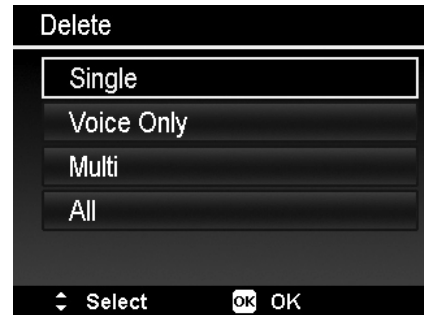 Delete
Single
Voice Only
Multi
All
Select OK OK